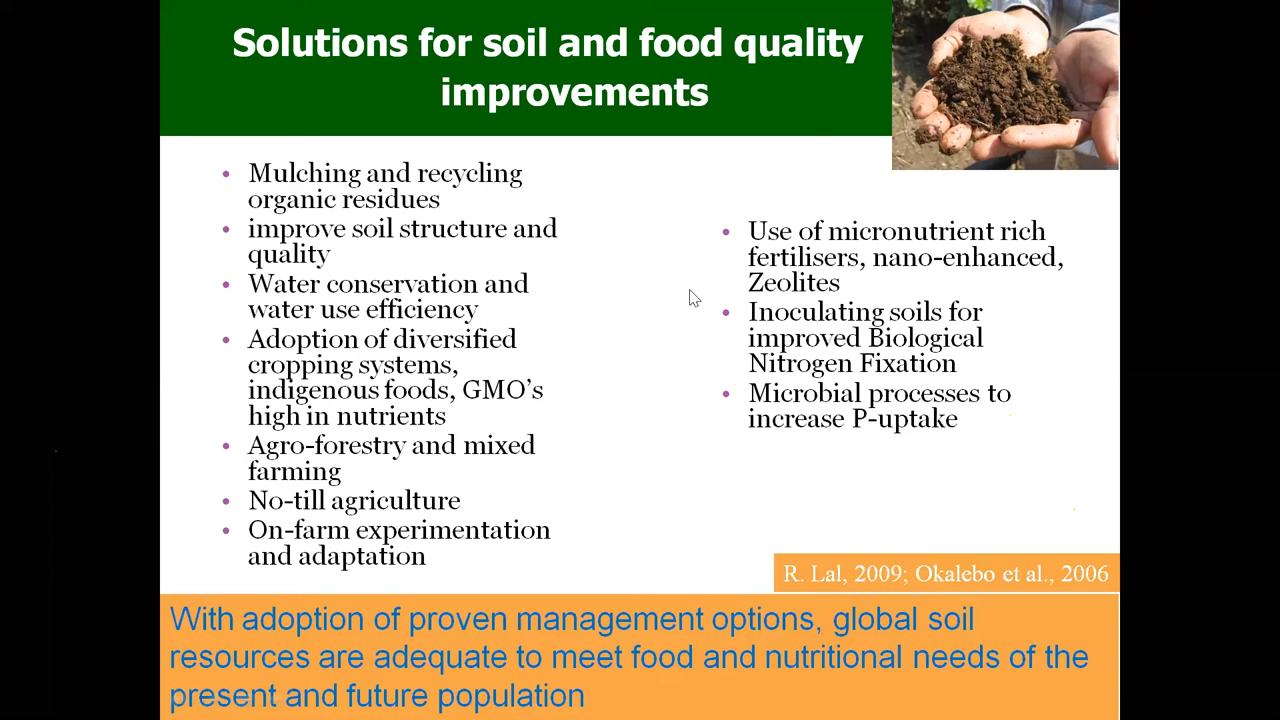 Solutions for soil and food quality
improvements
• Mulching and recycling
organic residues
• improve soil structure and
quality
• Water conservation and
water use efficiency
• Adoption of diversified
cropping systems,
indigenous foods, GMO’s
high in nutrients
• Agro-forestry and mixed
farming
• No-till agriculture
• On-farm experimentation
and adaptation
• Use of micronutrient rich
fertilisers, nano-enhanced,
Zeolites
• Inoculating soils for
improved Biological
Nitrogen Fixation
• Microbial processes to
increase P-uptake
R. Lal, 2009; Okalebo et al., 2006
With adoption of proven management options, global soil
resources are adequate to meet food and nutritional needs of the
present and future population